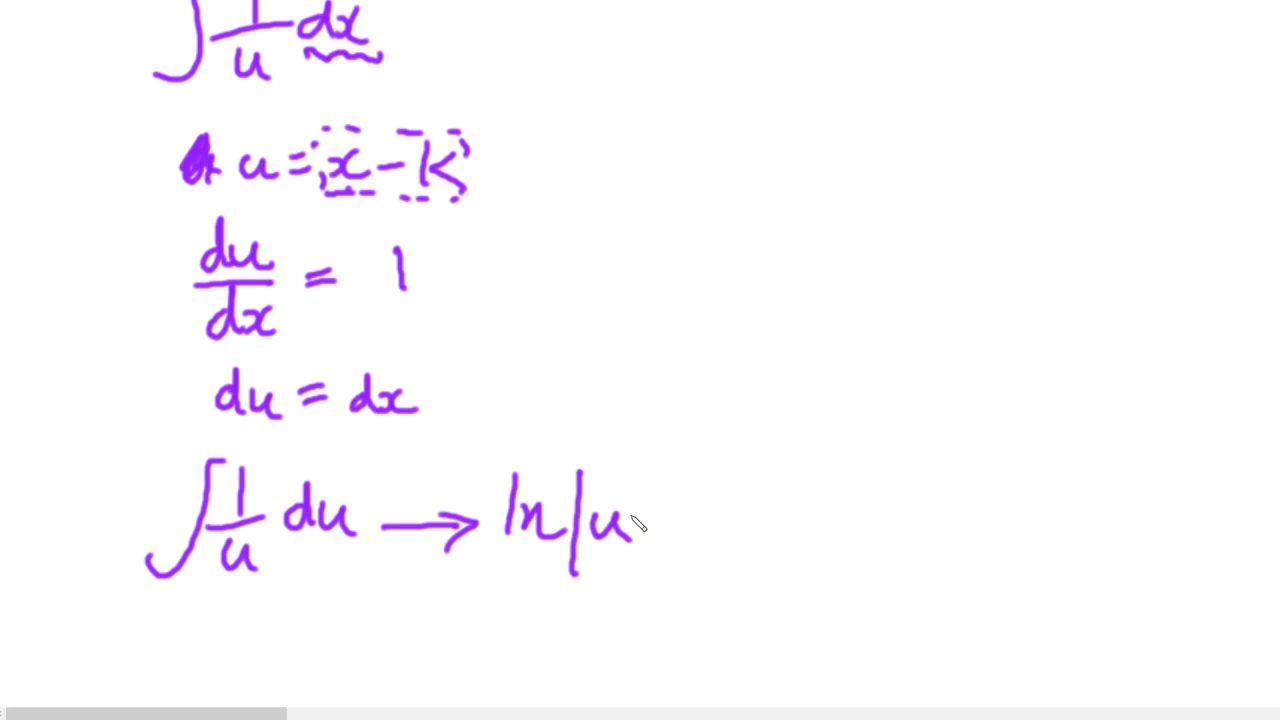 ∫ 1/u dx
u = x - K
du/dx = 1
du = dx
∫ 1/u du → ln|u